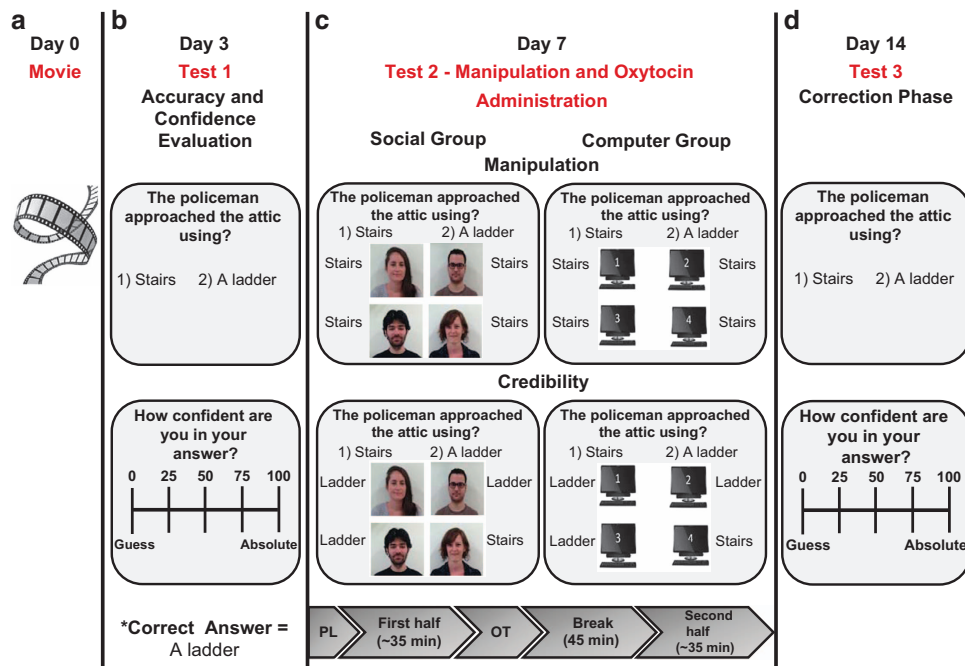 a
Day 0
Movie
b
Day 3
Test 1
Accuracy and
Confidence
Evaluation
The policeman
approached the attic
using?
1) Stairs 2) A ladder
How confident are
you in your
answer?
0 25 50 75 100
Guess Absolute
*Correct Answer =
A ladder
c
Day 7
Test 2 - Manipulation and Oxytocin
Administration
Social Group Computer Group
Manipulation
The policeman approached
the attic using?
1) Stairs 2) A ladder
Stairs Stairs
Stairs Stairs
The policeman approached
the attic using?
1) Stairs 2) A ladder
Stairs 1 2 Stairs
Stairs 3 4 Stairs
Credibility
The policeman approached
the attic using?
1) Stairs 2) A ladder
Ladder Ladder
Ladder Stairs
The policeman approached
the attic using?
1) Stairs 2) A ladder
Ladder 1 2 Ladder
Ladder 3 4 Stairs
PL
First half
(~35 min)
OT
Break
(45 min)
Second
half
(~35 min)
d
Day 14
Test 3
Correction Phase
The policeman
approached the attic
using?
1) Stairs 2) A ladder
How confident are
you in your
answer?
0 25 50 75 100
Guess Absolute